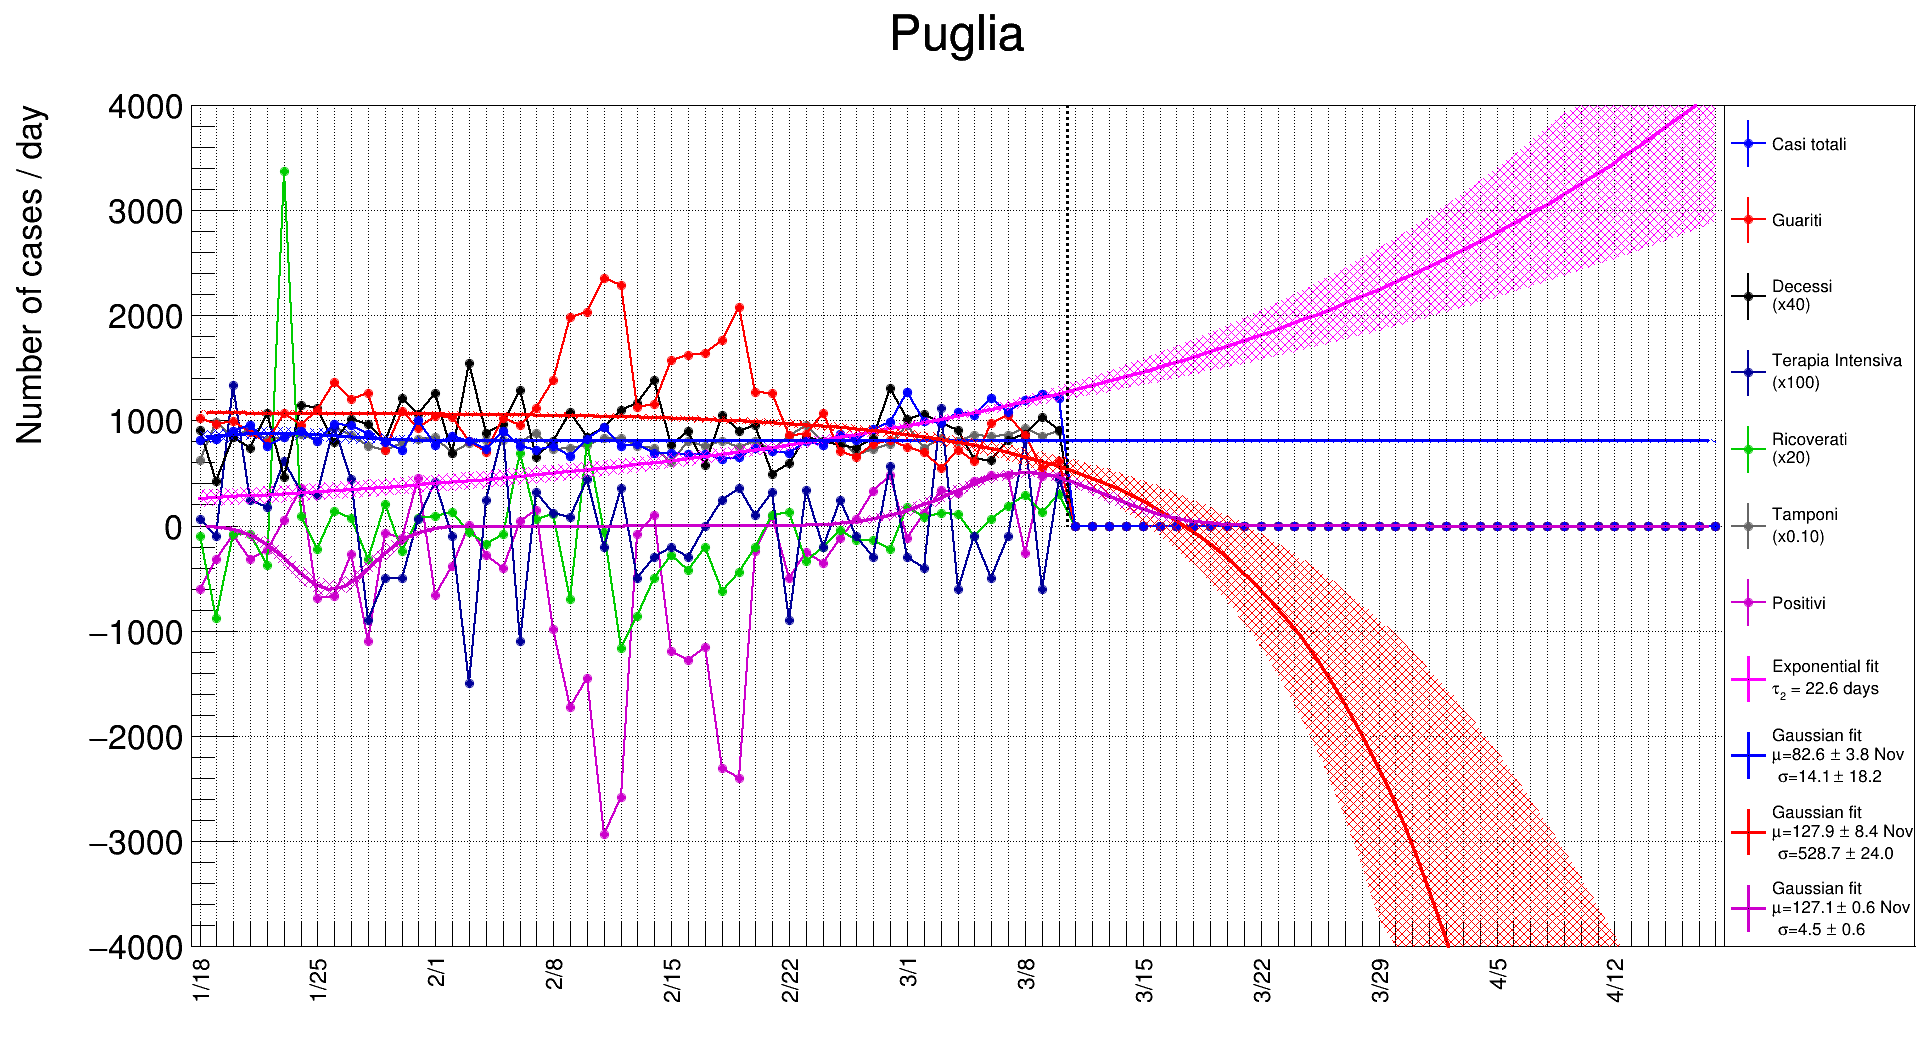 Puglia
Number of cases / day
4000
3000
2000
1000
0
−1000
−2000
−3000
−4000
1/18
1/25
2/1
2/8
2/15
2/22
3/1
3/8
3/15
3/22
3/29
4/5
4/12
Casi totali
Guariti
Decessi
(x40)
Terapia Intensiva
(x100)
Ricoverati
(x20)
Tamponi
(x0.10)
Positivi
Exponential fit
τ2 = 22.6 days
Gaussian fit
μ=82.6 ± 3.8 Nov
σ=14.1 ± 18.2
Gaussian fit
μ=127.9 ± 8.4 Nov
σ=528.7 ± 24.0
Gaussian fit
μ=127.1 ± 0.6 Nov
σ=4.5 ± 0.6